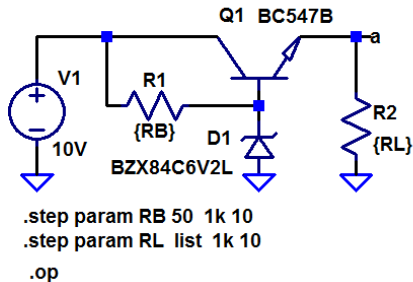 Q1 BC547B
a
V1
R1
R2
{RB}
D1
{RL}
10V
BZX84C6V2L
.step param RB 50 1k 10
.step param RL list 1k 10
.op